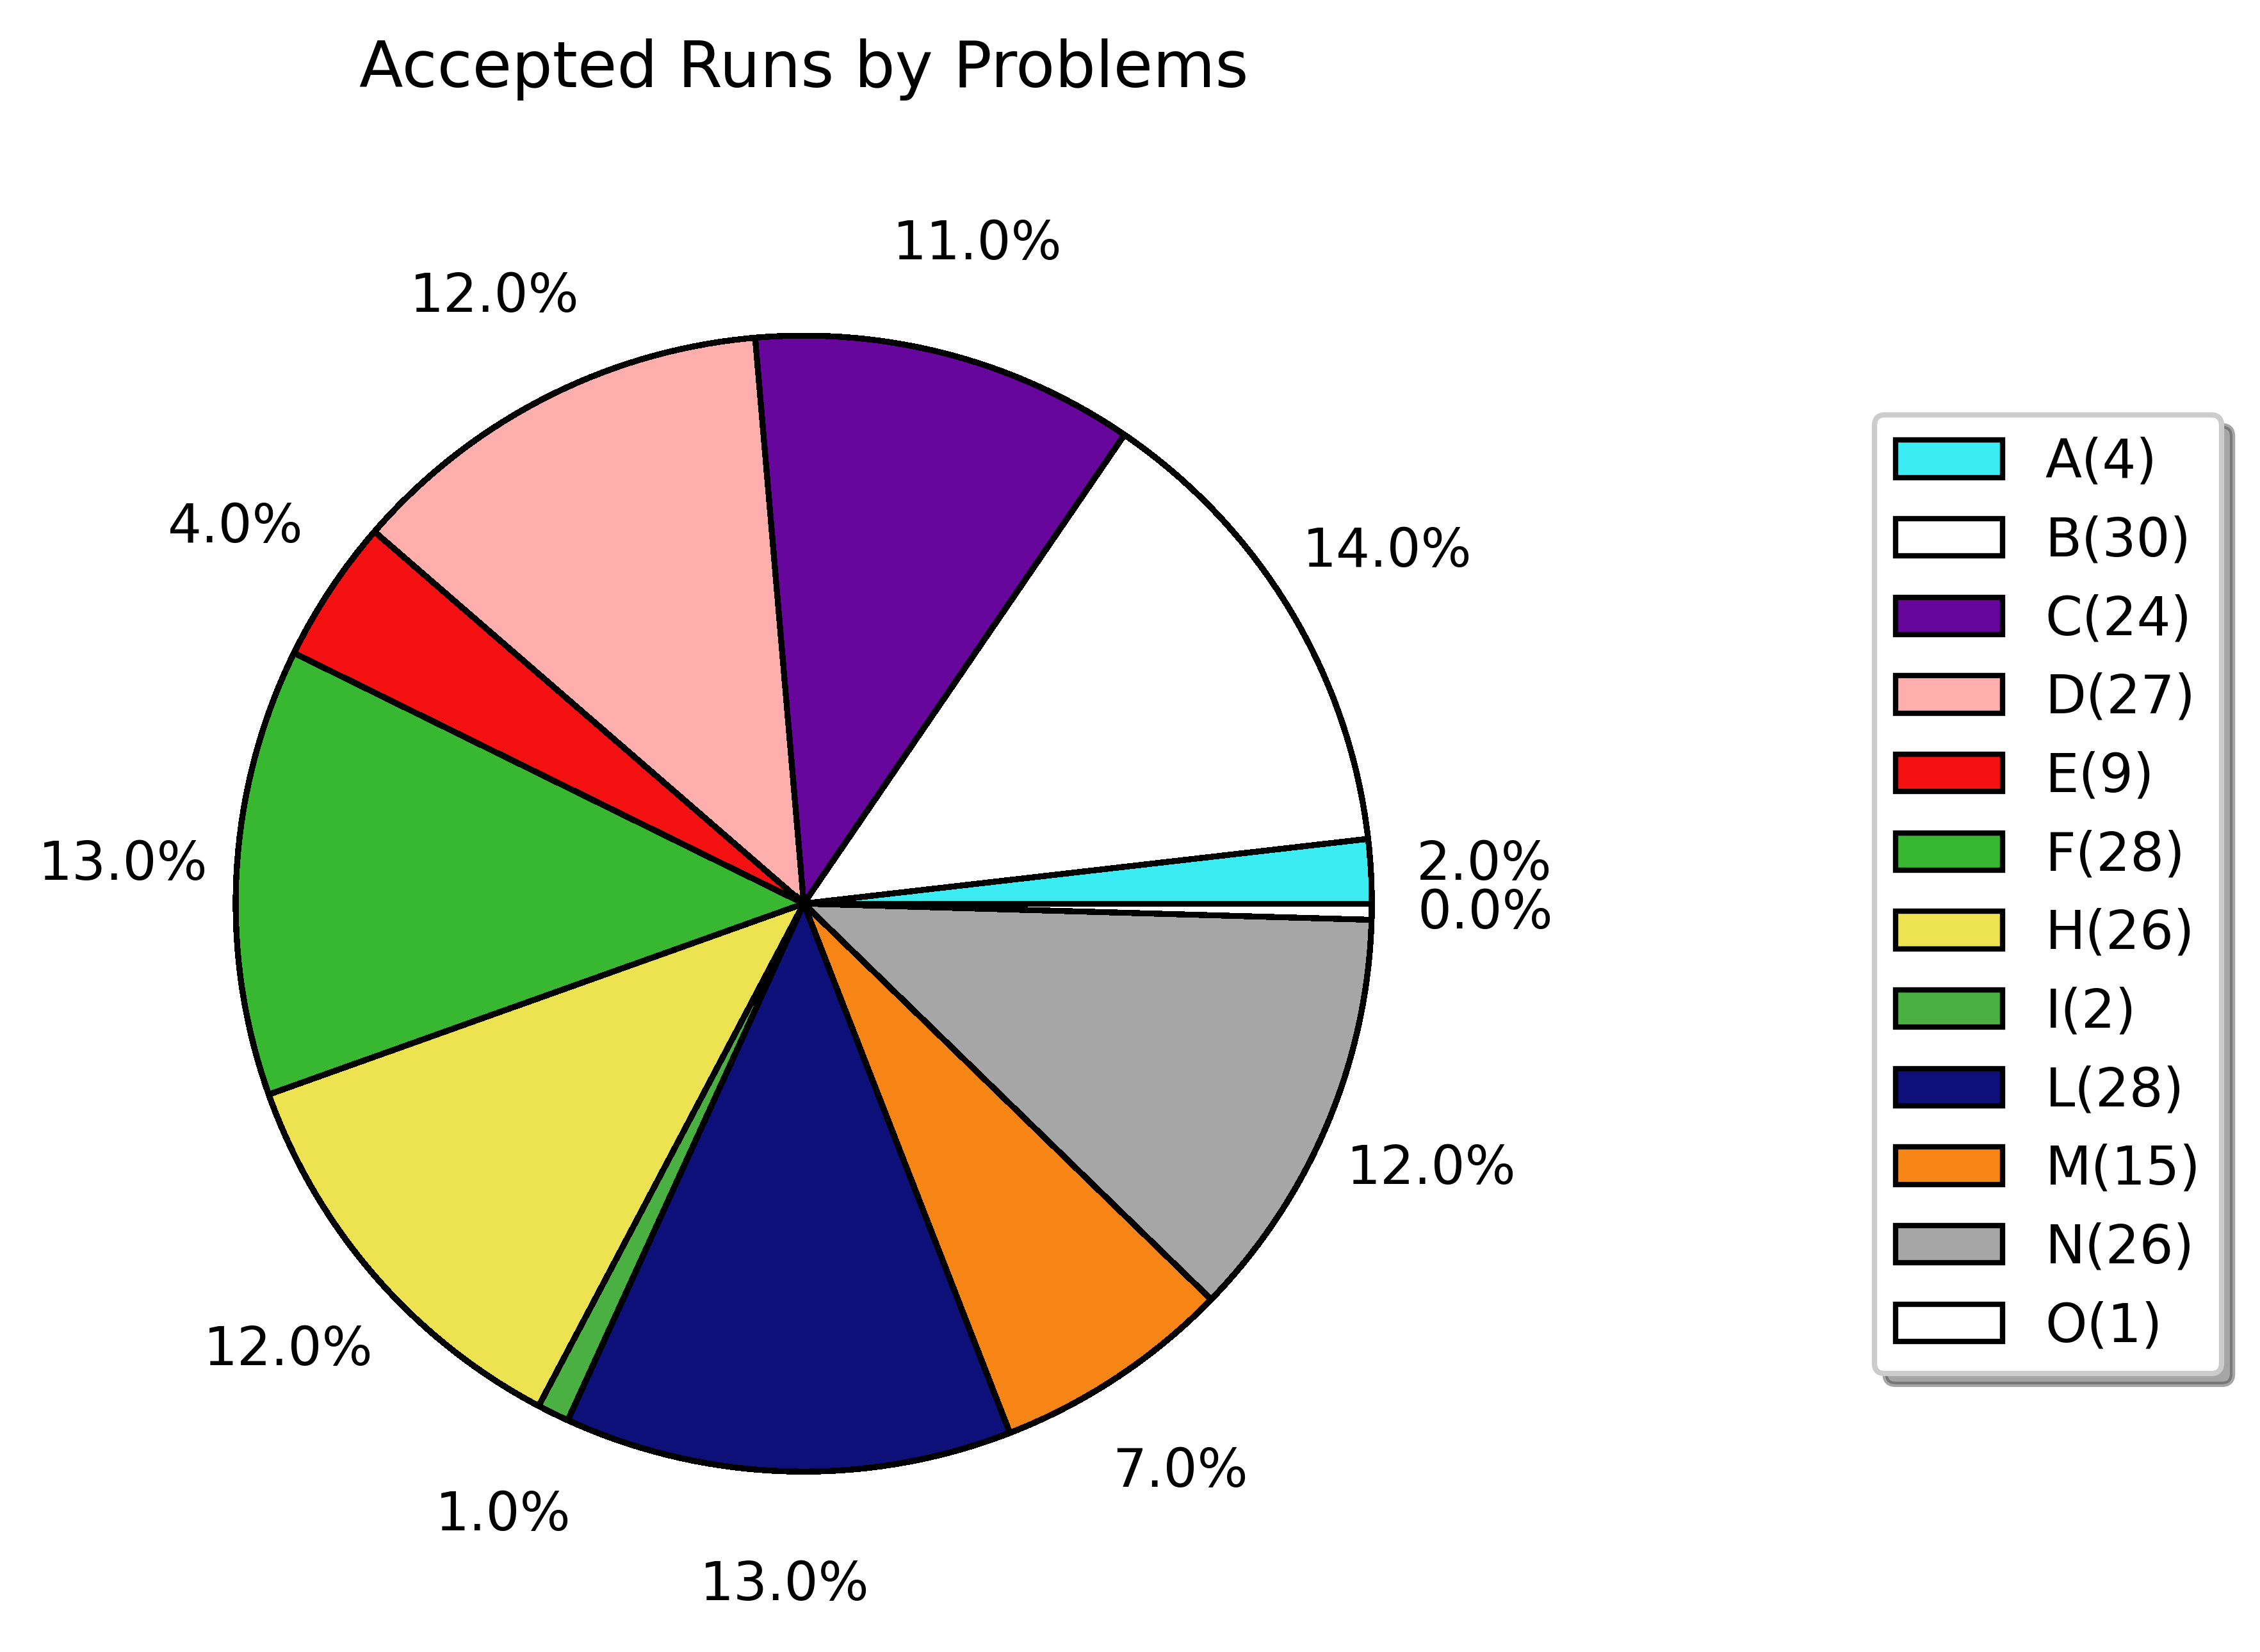 Accepted Runs by Problems
11.0%
12.0%
4.0%
14.0%
13.0%
2.0%
0.0%
12.0%
12.0%
7.0%
1.0%
13.0%
A(4)
B(30)
C(24)
D(27)
E(9)
F(28)
H(26)
I(2)
L(28)
M(15)
N(26)
O(1)